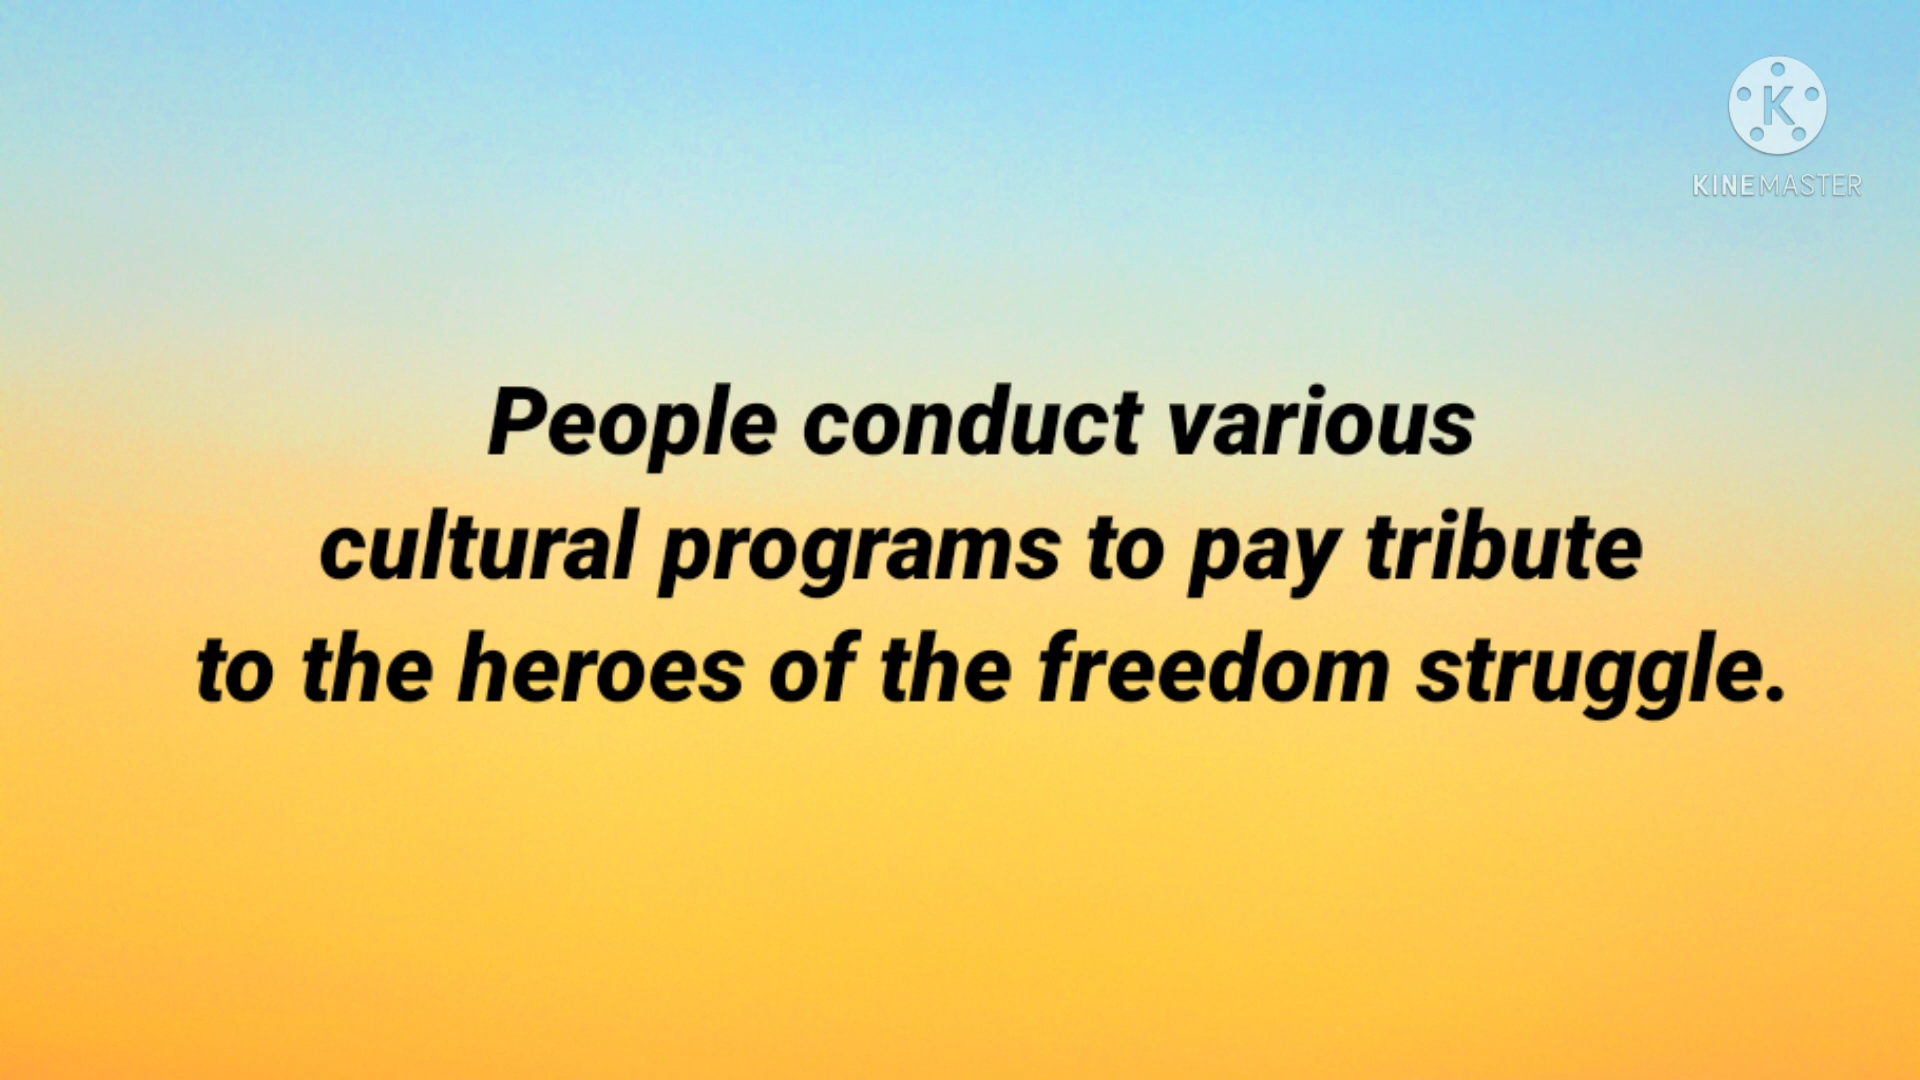 K
KINEMASTER
People conduct various
cultural programs to pay tribute
to the heroes of the freedom struggle.